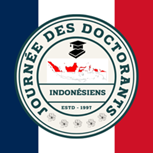 JOURNÉE DES DOCTORANTS
INDONÉSIENS
ESTD - 1997